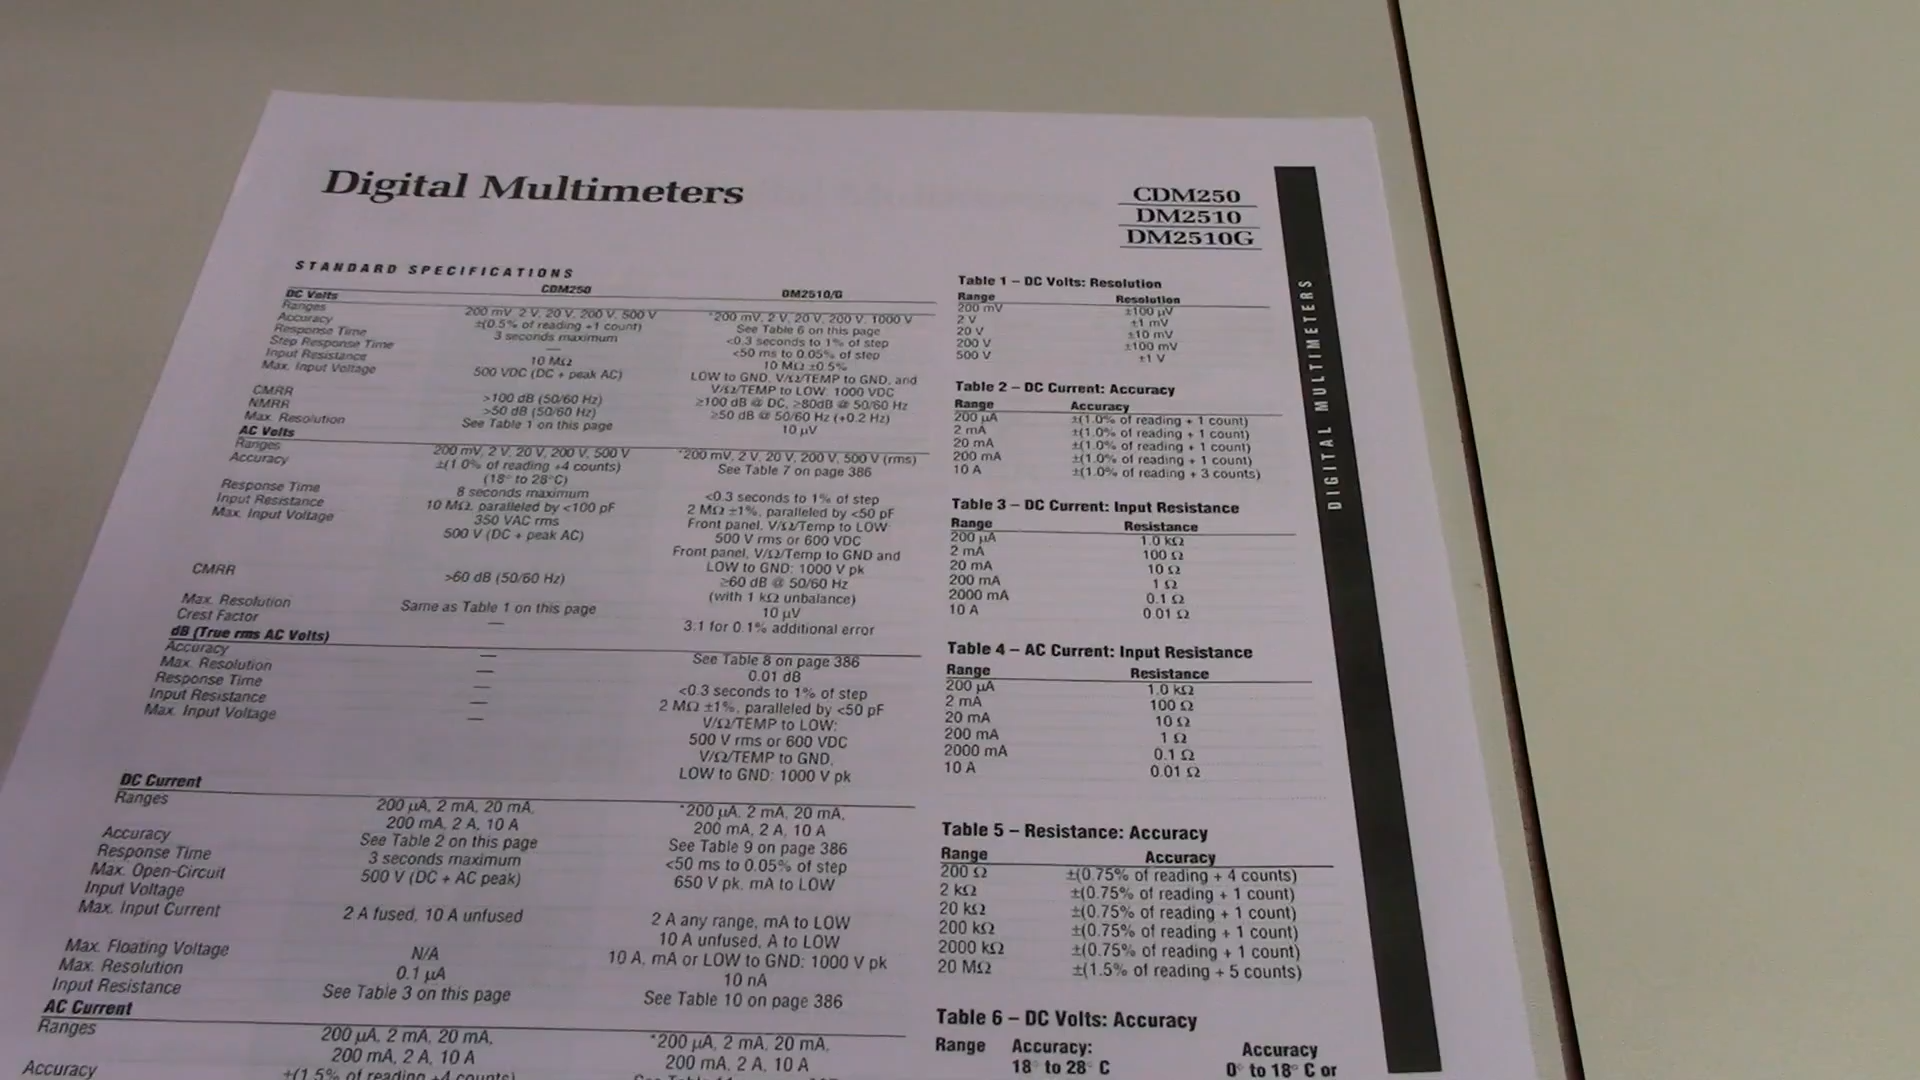 Digital Multimeters
CDM250
DM2510
DM2510G
STANDARD SPECIFICATIONS
CDM250 DM2510/G
DC Volts
Ranges 200 mV, 2 V, 20 V, 200 V, 500 V *200 mV, 2 V, 20 V, 200 V, 1000 V
Accuracy ±(0.5% of reading +1 count) See Table 6 on this page
Response Time 3 seconds maximum <0.3 seconds to 1% of step
Step Response Time — <50 ms to 0.05% of step
Input Resistance 10 MΩ 10 MΩ ±0.5%
Max. Input Voltage 500 VDC (DC + peak AC) LOW to GND, V/Ω/TEMP to GND, and
V/Ω/TEMP to LOW: 1000 VDC
CMRR >100 dB (50/60 Hz) ≥100 dB @ DC, ≥80dB @ 50/60 Hz
NMRR >50 dB (50/60 Hz) ≥50 dB @ 50/60 Hz (+0.2 Hz)
Max. Resolution See Table 1 on this page 10 µV
AC Volts
Ranges 200 mV, 2 V, 20 V, 200 V, 500 V *200 mV, 2 V, 20 V, 200 V, 500 V (rms)
Accuracy ±(1.0% of reading +4 counts) See Table 7 on page 386
(18° to 28°C)
Response Time 8 seconds maximum <0.3 seconds to 1% of step
Input Resistance 10 MΩ, paralleled by <100 pF 2 MΩ ±1%, paralleled by <50 pF
Max. Input Voltage 350 VAC rms Front panel, V/Ω/Temp to LOW
500 V (DC + peak AC) 500 V rms or 600 VDC
Front panel, V/Ω/Temp to GND and
LOW to GND: 1000 V pk
CMRR >60 dB (50/60 Hz) ≥60 dB @ 50/60 Hz
(with 1 kΩ unbalance)
Max. Resolution Same as Table 1 on this page 10 µV
Crest Factor — 3.1 for 0.1% additional error
dB (True rms AC Volts)
Accuracy — See Table 8 on page 386
Max. Resolution — 0.01 dB
Response Time — <0.3 seconds to 1% of step
Input Resistance — 2 MΩ ±1%, paralleled by <50 pF
Max. Input Voltage — V/Ω/TEMP to LOW:
500 V rms or 600 VDC
V/Ω/TEMP to GND,
LOW to GND: 1000 V pk
DC Current
Ranges 200 µA, 2 mA, 20 mA, *200 µA, 2 mA, 20 mA,
200 mA, 2 A, 10 A 200 mA, 2 A, 10 A
Accuracy See Table 2 on this page See Table 9 on page 386
Response Time 3 seconds maximum <50 ms to 0.05% of step
Max. Open-Circuit 500 V (DC + AC peak) 650 V pk, mA to LOW
Input Voltage
Max. Input Current 2 A fused, 10 A unfused 2 A any range, mA to LOW
10 A unfused, A to LOW
Max. Floating Voltage N/A 10 A, mA or LOW to GND: 1000 V pk
Max. Resolution 0.1 µA 10 nA
Input Resistance See Table 3 on this page See Table 10 on page 386
AC Current
Ranges 200 µA, 2 mA, 20 mA, *200 µA, 2 mA, 20 mA,
200 mA, 2 A, 10 A 200 mA, 2 A, 10 A
Accuracy ±(1.5% of reading +4 counts)
Table 1 – DC Volts: Resolution
Range Resolution
200 mV ±100 µV
2 V ±1 mV
20 V ±10 mV
200 V ±100 mV
500 V ±1 V
Table 2 – DC Current: Accuracy
Range Accuracy
200 µA ±(1.0% of reading + 1 count)
2 mA ±(1.0% of reading + 1 count)
20 mA ±(1.0% of reading + 1 count)
200 mA ±(1.0% of reading + 1 count)
10 A ±(1.0% of reading + 3 counts)
Table 3 – DC Current: Input Resistance
Range Resistance
200 µA 1.0 kΩ
2 mA 100 Ω
20 mA 10 Ω
200 mA 1 Ω
2000 mA 0.1 Ω
10 A 0.01 Ω
Table 4 – AC Current: Input Resistance
Range Resistance
200 µA 1.0 kΩ
2 mA 100 Ω
20 mA 10 Ω
200 mA 1 Ω
2000 mA 0.1 Ω
10 A 0.01 Ω
Table 5 – Resistance: Accuracy
Range Accuracy
200 Ω ±(0.75% of reading + 4 counts)
2 kΩ ±(0.75% of reading + 1 count)
20 kΩ ±(0.75% of reading + 1 count)
200 kΩ ±(0.75% of reading + 1 count)
2000 kΩ ±(0.75% of reading + 1 count)
20 MΩ ±(1.5% of reading + 5 counts)
Table 6 – DC Volts: Accuracy
Range Accuracy: Accuracy
18° to 28° C 0° to 18° C or
DIGITAL MULTIMETERS